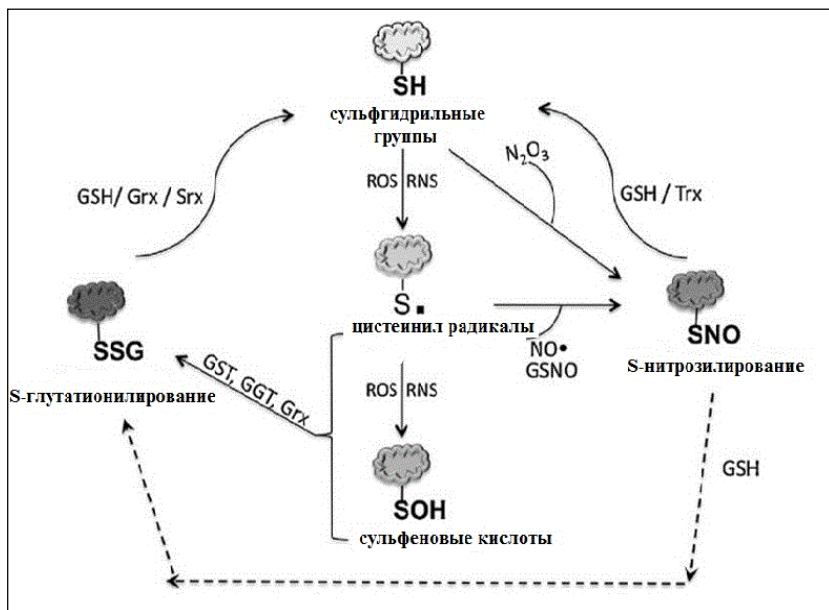 SH
сульфгидрильные
группы
N₂O₃
ROS RNS
GSH/ Grx / Srx
GSH / Trx
S▪
цистеинил радикалы
SSG
SNO
NO•
GSNO
S-глутатионилирование
S-нитрозилирование
GST, GGT, Grx
ROS RNS
GSH
SOH
сульфеновые кислоты